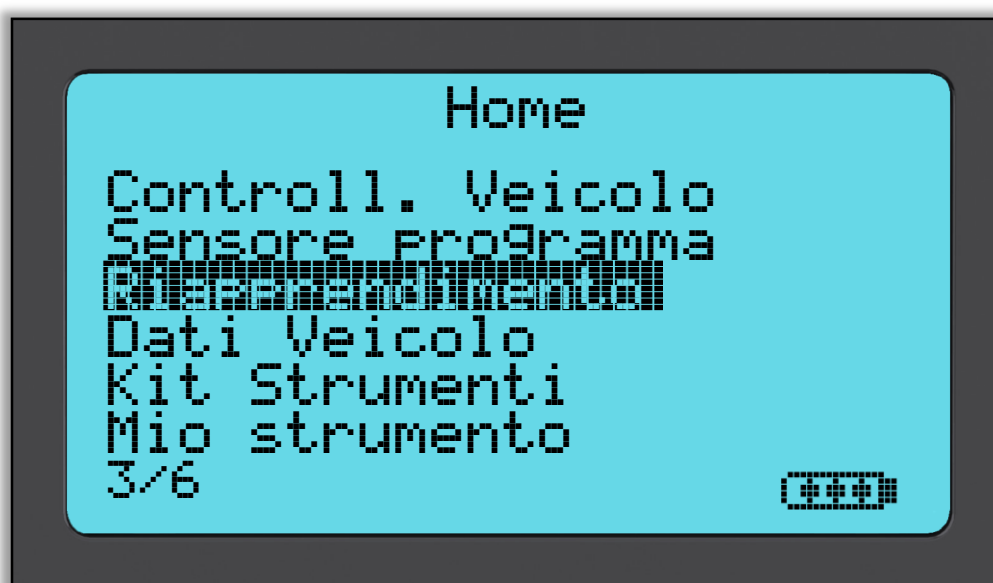 Home
Controll. Veicolo
Sensore programma
Riapprendimento
Dati Veicolo
Kit Strumenti
Mio strumento
3/6